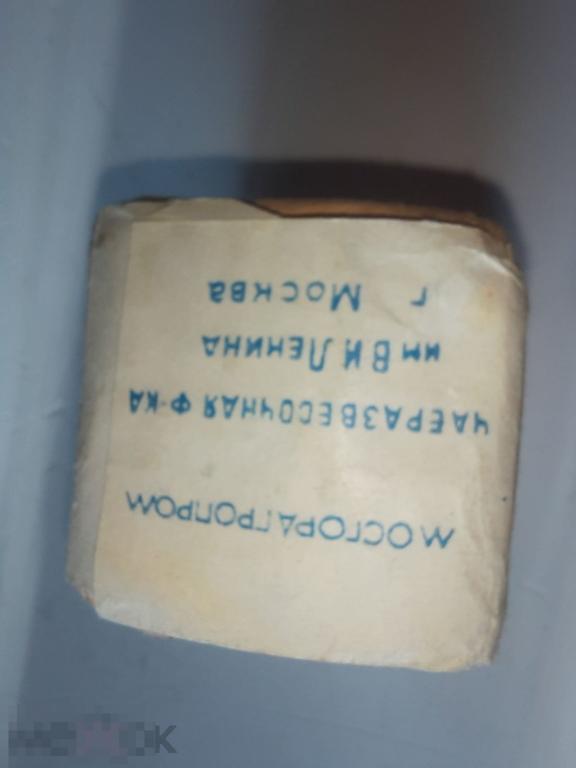 МОСГОРАГРОПРОМ
ЧАЕРАЗВЕСОЧНАЯ Ф-КА
им В И ЛЕНИНА
г МОСКВА